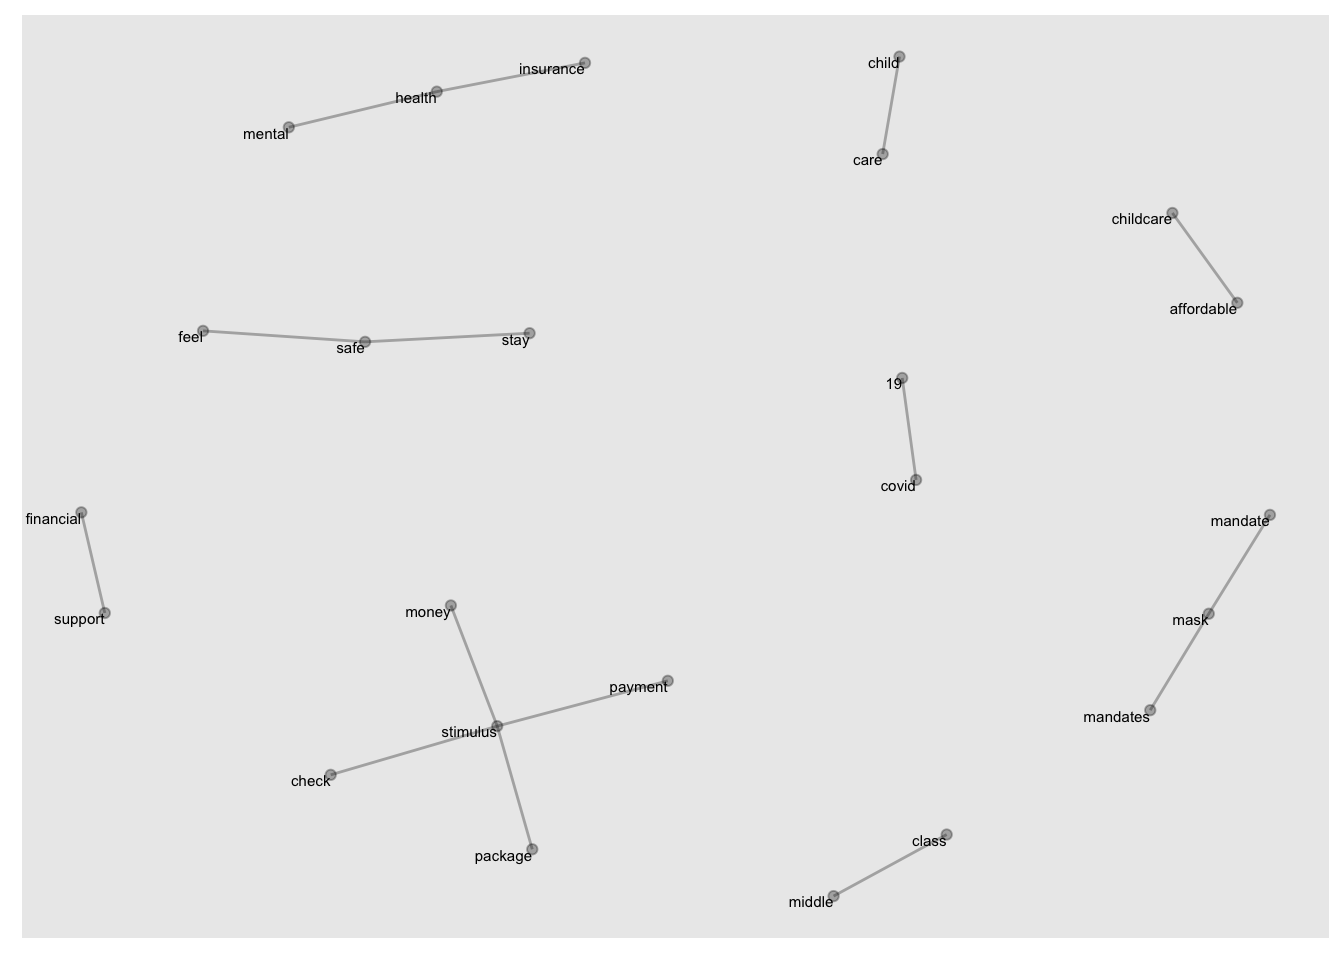 insurance
child
health
mental
care
childcare
affordable
feel
safe
stay
19
covid
financial
mandate
support
money
mask
payment
mandates
stimulus
check
class
package
middle